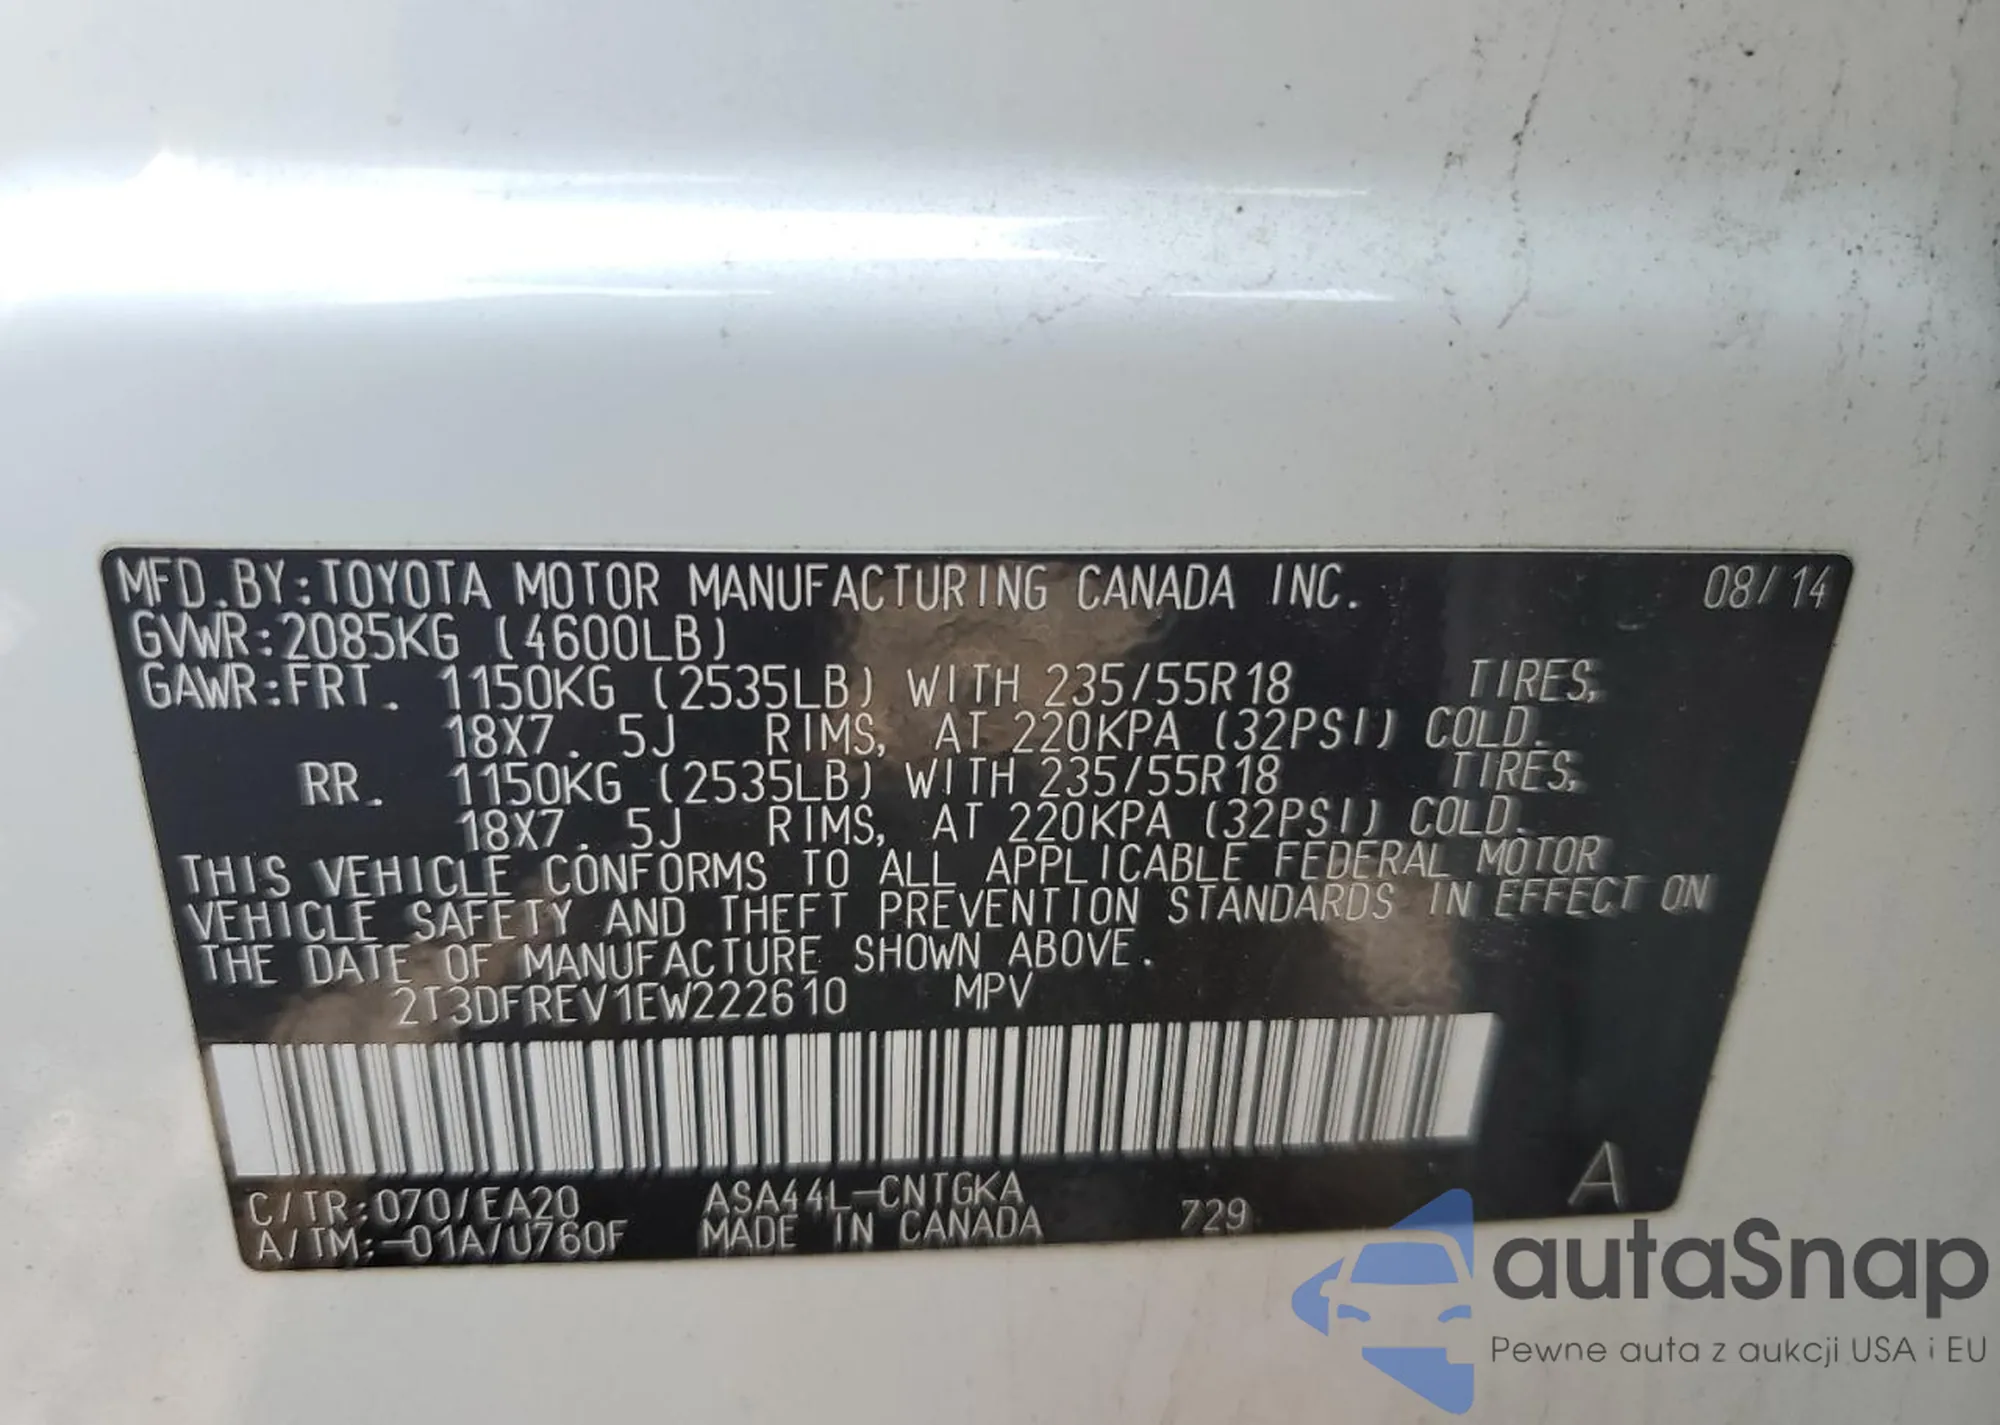 MFD.BY:TOYOTA MOTOR MANUFACTURING CANADA INC. 08/14
GVWR:2085KG (4600LB)
GAWR:FRT. 1150KG (2535LB) WITH 235/55R18 TIRES,
18X7.5J RIMS, AT 220KPA (32PSI) COLD.
RR. 1150KG (2535LB) WITH 235/55R18 TIRES,
18X7.5J RIMS, AT 220KPA (32PSI) COLD.
THIS VEHICLE CONFORMS TO ALL APPLICABLE FEDERAL MOTOR
VEHICLE SAFETY AND THEFT PREVENTION STANDARDS IN EFFECT ON
THE DATE OF MANUFACTURE SHOWN ABOVE.
2T3DFREV1EW222610 MPV
C/TR:070/EA20 ASA44L-CNTGKA A
A/TM:-01A/U760F MADE IN CANADA 729
autaSnap
Pewne auta z aukcji USA i EU